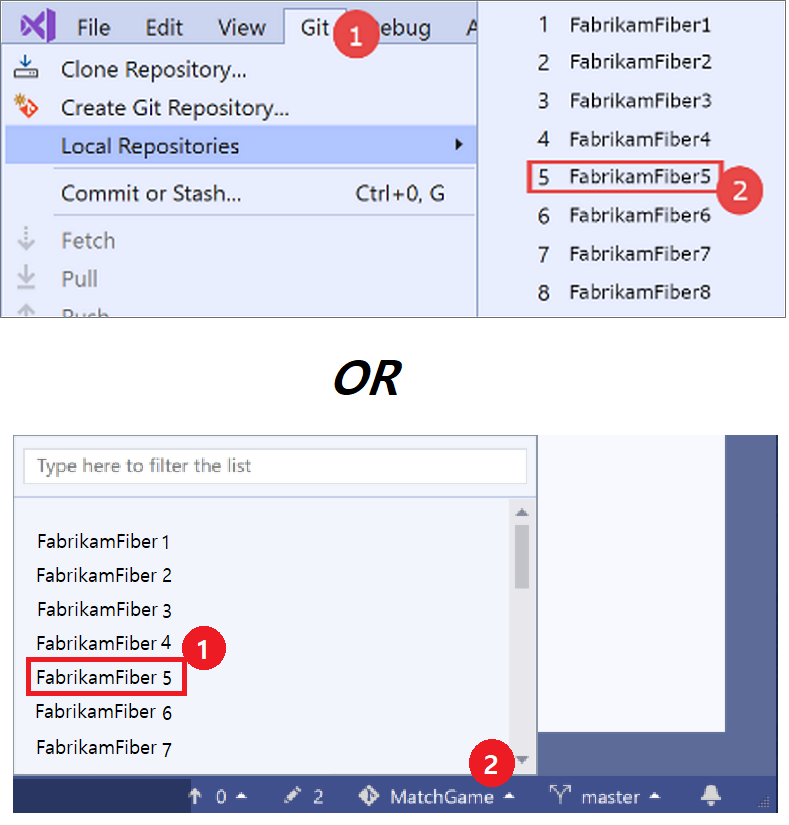 File Edit View Git 1 ebug
Clone Repository...
Create Git Repository...
Local Repositories
Commit or Stash... Ctrl+0, G
Fetch
Pull
Push
1 FabrikamFiber1
2 FabrikamFiber2
3 FabrikamFiber3
4 FabrikamFiber4
5 FabrikamFiber5 2
6 FabrikamFiber6
7 FabrikamFiber7
8 FabrikamFiber8
OR
Type here to filter the list
FabrikamFiber 1
FabrikamFiber 2
FabrikamFiber 3
FabrikamFiber 4 1
FabrikamFiber 5
FabrikamFiber 6
FabrikamFiber 7
2
0 2 MatchGame master